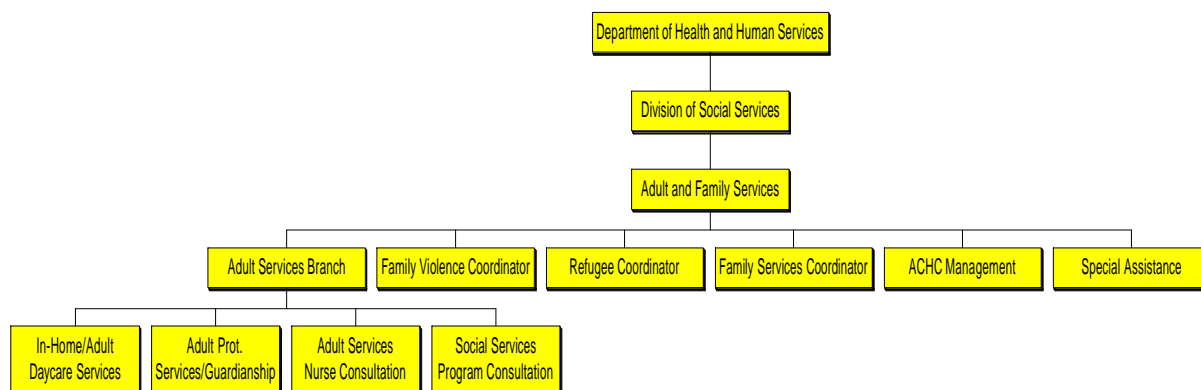 Department of Health and Human Services
Division of Social Services
Adult and Family Services
Adult Services Branch
Family Violence Coordinator
Refugee Coordinator
Family Services Coordinator
ACHC Management
Special Assistance
In-Home/Adult
Daycare Services
Adult Prot.
Services/Guardianship
Adult Services
Nurse Consultation
Social Services
Program Consultation